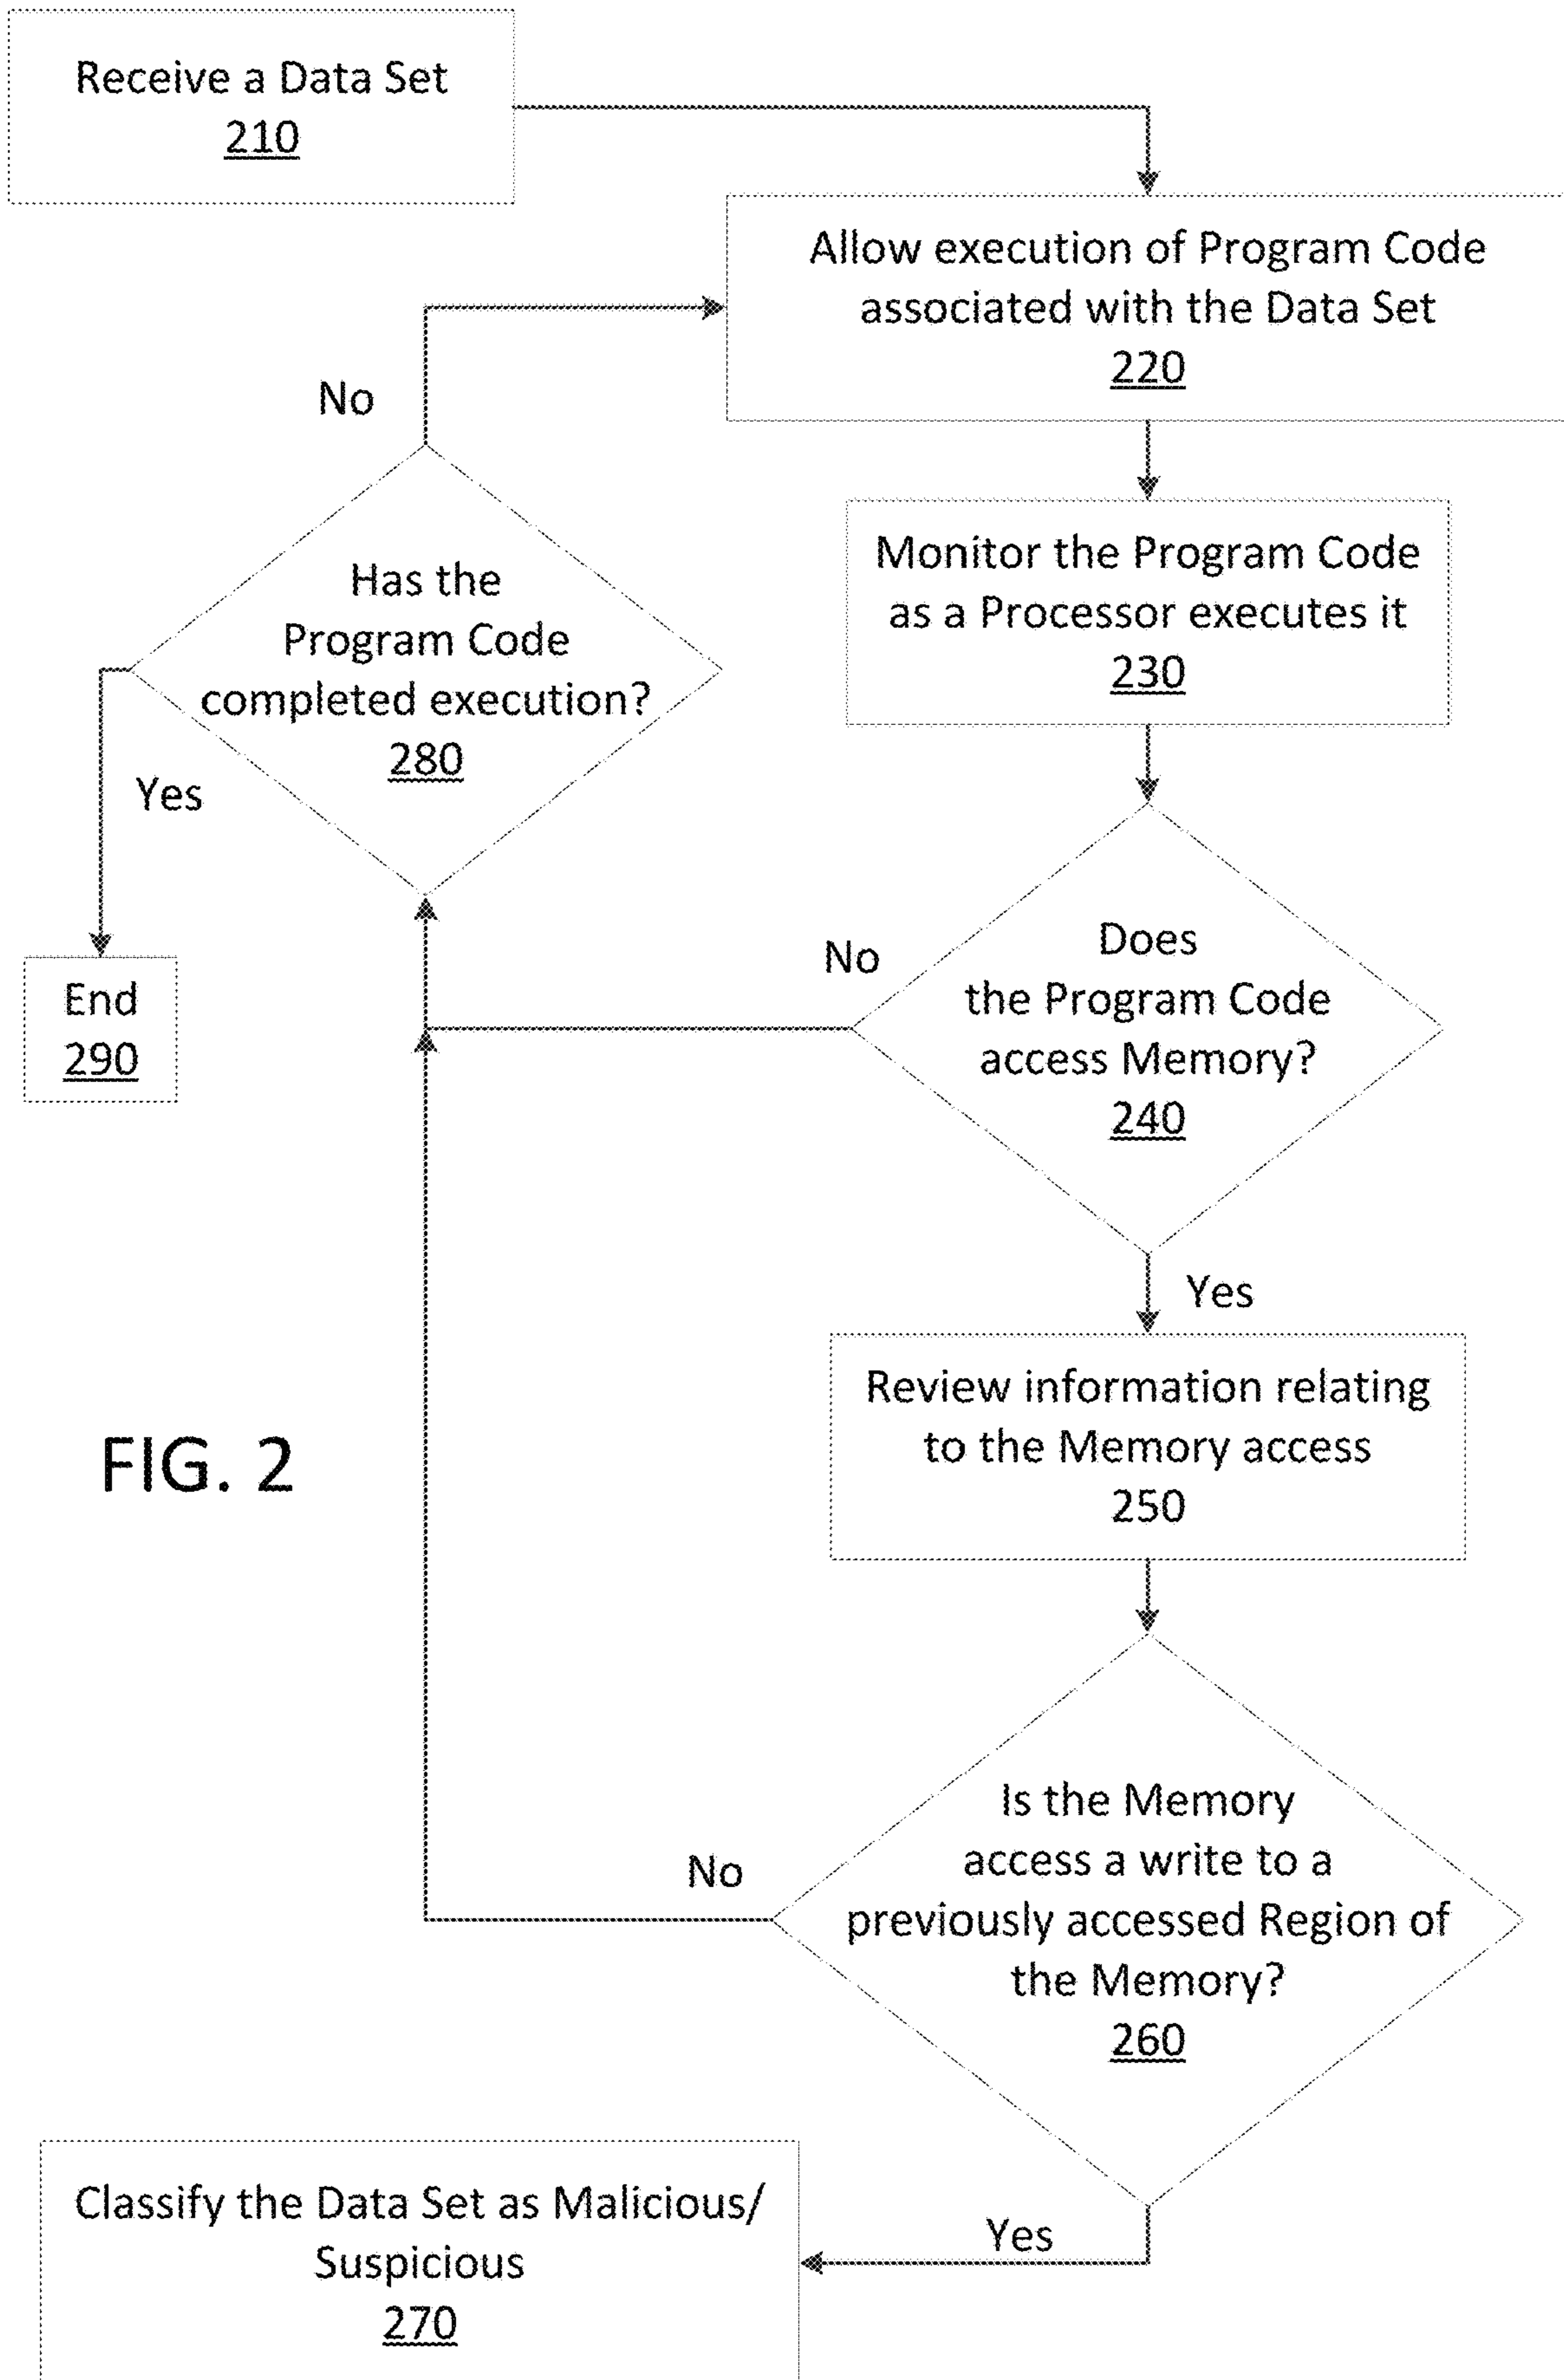 Receive a Data Set
210
Allow execution of Program Code
associated with the Data Set
220
No
Monitor the Program Code
as a Processor executes it
230
Has the
Program Code
completed execution?
280
Yes
End
290
No
Does
the Program Code
access Memory?
240
Yes
Review information relating
to the Memory access
250
FIG. 2
Is the Memory
access a write to a
previously accessed Region of
the Memory?
260
No
Yes
Classify the Data Set as Malicious/
Suspicious
270